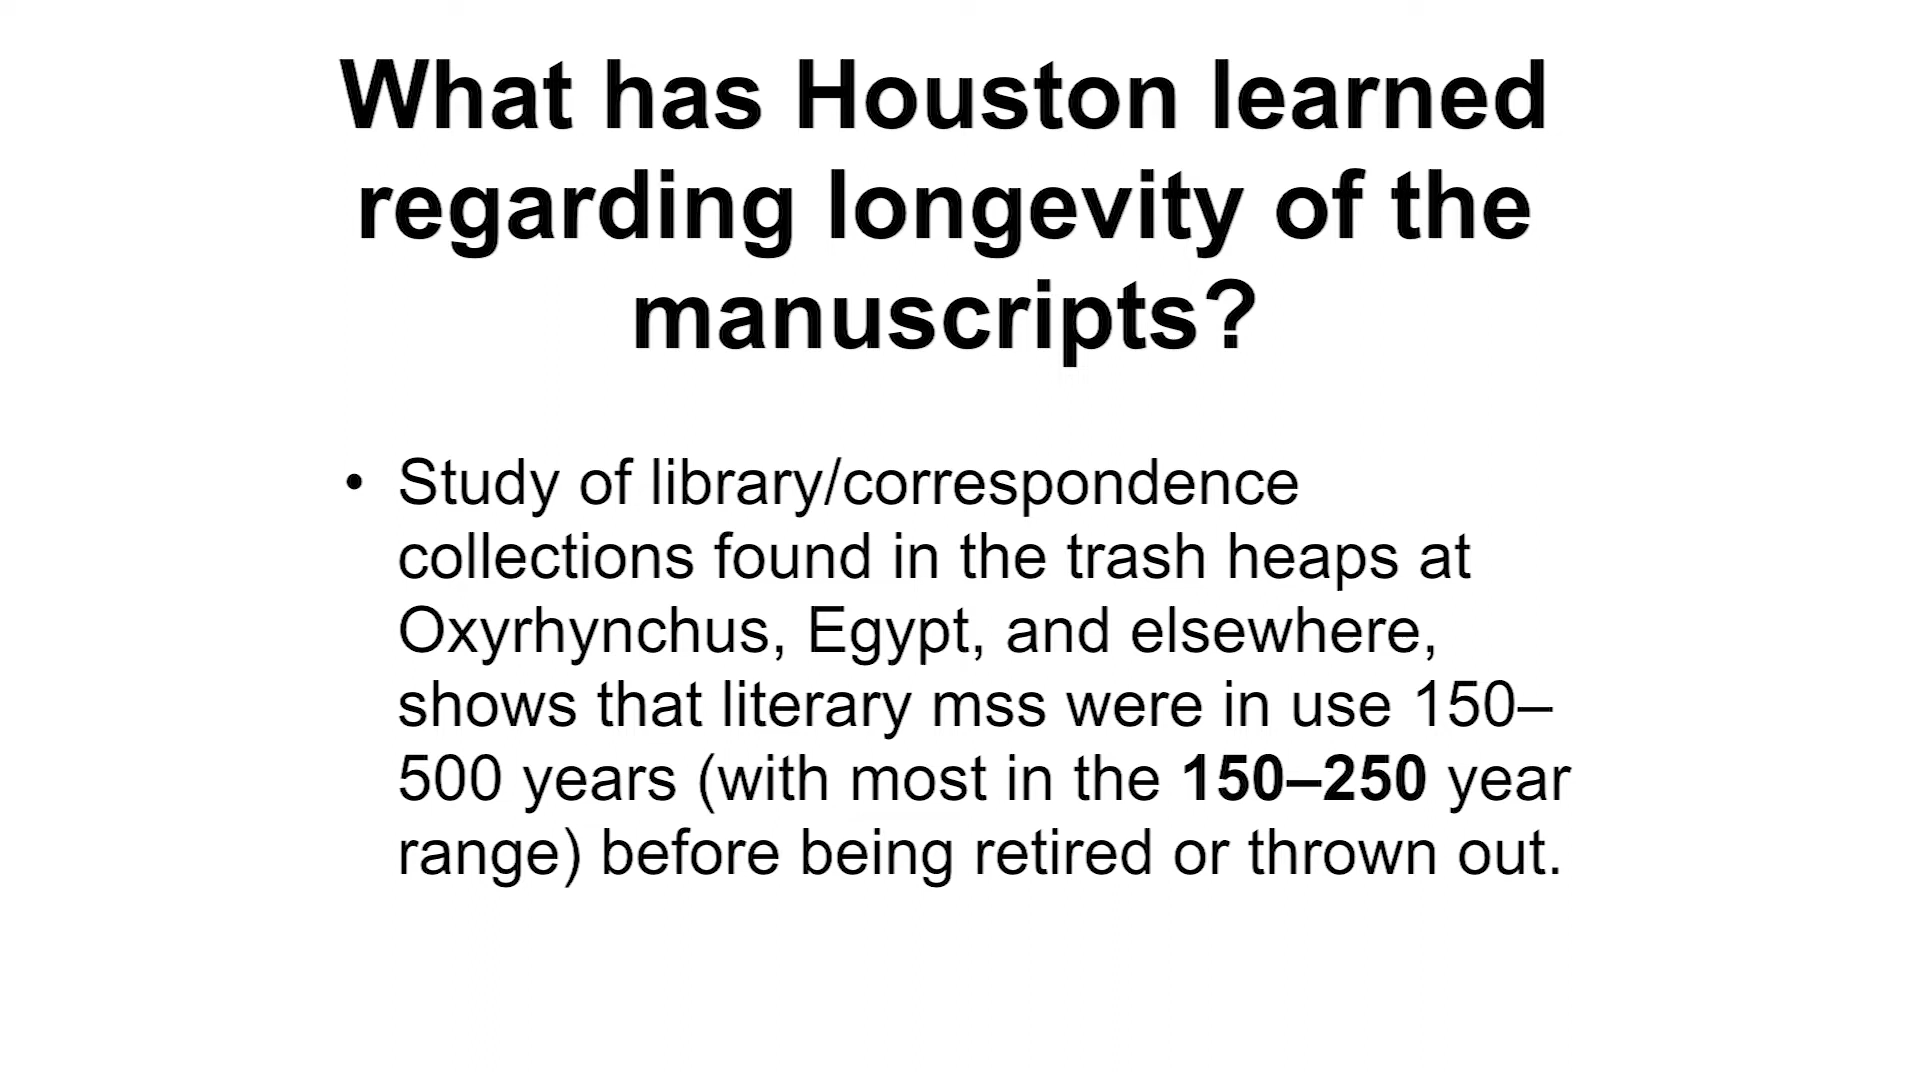 What has Houston learned
regarding longevity of the
manuscripts?
• Study of library/correspondence
collections found in the trash heaps at
Oxyrhynchus, Egypt, and elsewhere,
shows that literary mss were in use 150–
500 years (with most in the 150–250 year
range) before being retired or thrown out.